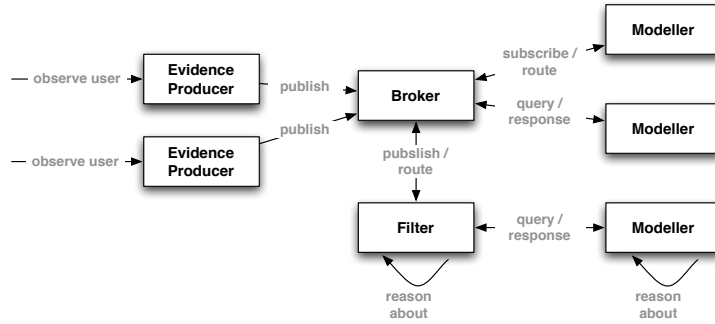 Modeller
subscribe /
route
observe user
Evidence
Producer
publish
Broker
publish
query /
response
Modeller
observe user
Evidence
Producer
pubslish /
route
Filter
query /
response
Modeller
reason
about
reason
about